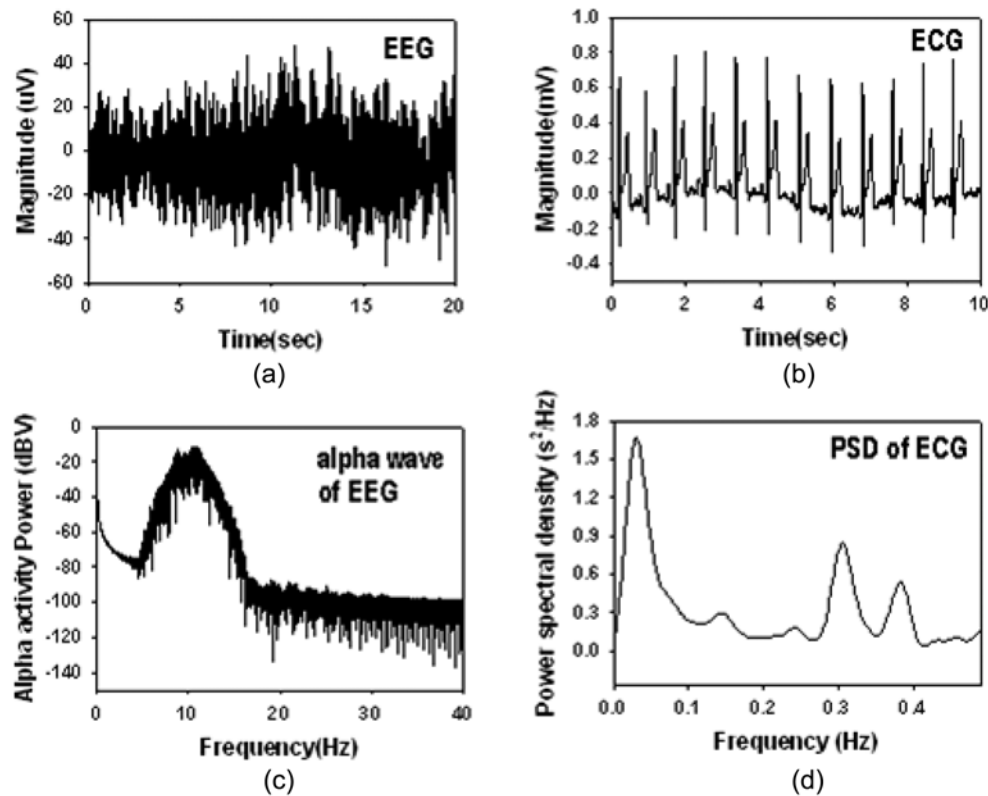 EEG
Magnitude (uV)
60
40
20
0
-20
-40
-60
0 5 10 15 20
Time(sec)
(a)
ECG
Magnitude(mV)
1.0
0.8
0.6
0.4
0.2
0.0
-0.2
-0.4
0 2 4 6 8 10
Time(sec)
(b)
alpha wave
of EEG
Alpha activity Power (dBV)
0
-20
-40
-60
-80
-100
-120
-140
0 10 20 30 40
Frequency(Hz)
(c)
PSD of ECG
Power spectral density (s²/Hz)
1.8
1.5
1.2
0.9
0.6
0.3
0.0
0.0 0.1 0.2 0.3 0.4
Frequency (Hz)
(d)